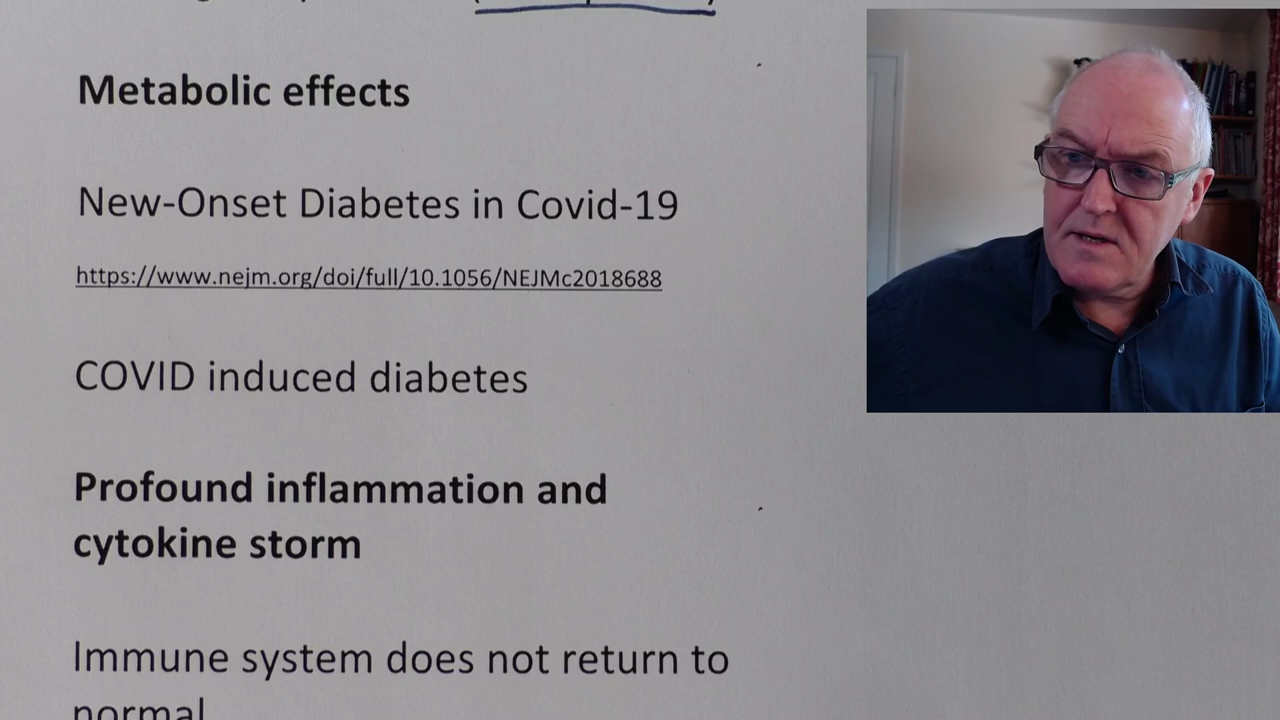 Metabolic effects
New-Onset Diabetes in Covid-19
https://www.nejm.org/doi/full/10.1056/NEJMc2018688
COVID induced diabetes
Profound inflammation and
cytokine storm
Immune system does not return to
normal